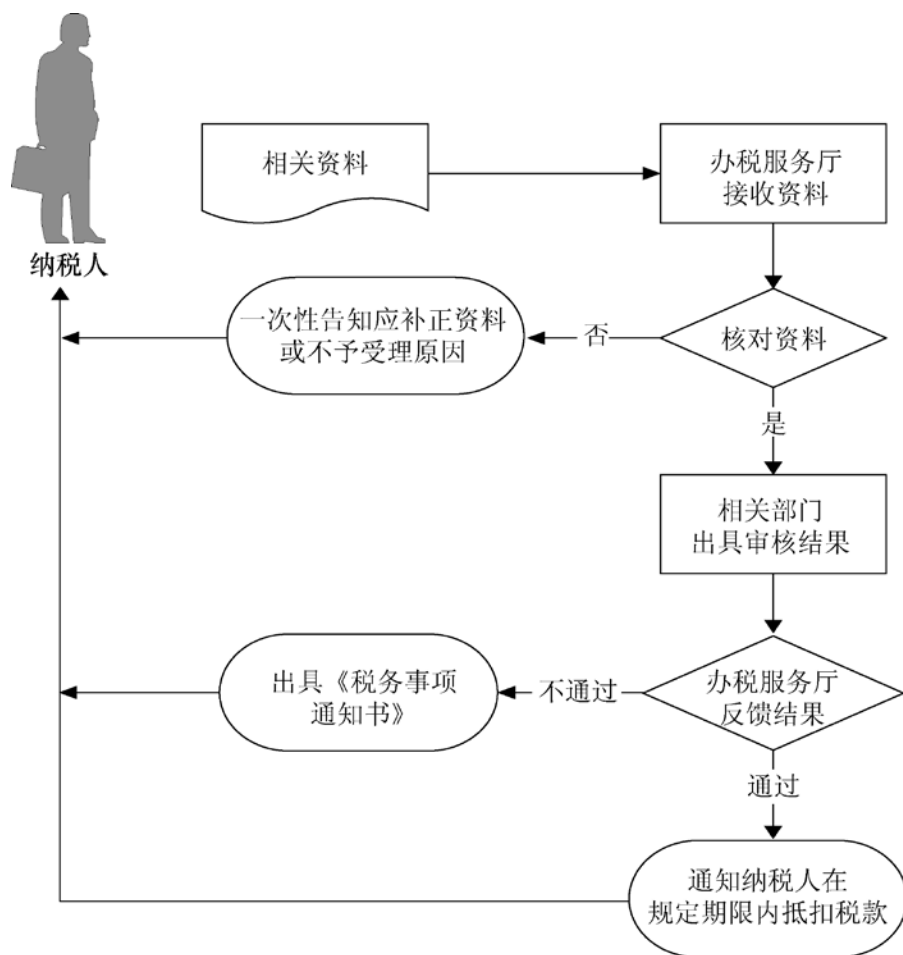 相关资料
办税服务厅
接收资料
纳税人
一次性告知应补正资料
或不予受理原因
否
核对资料
是
相关部门
出具审核结果
出具《税务事项
通知书》
不通过
办税服务厅
反馈结果
通过
通知纳税人在
规定期限内抵扣税款